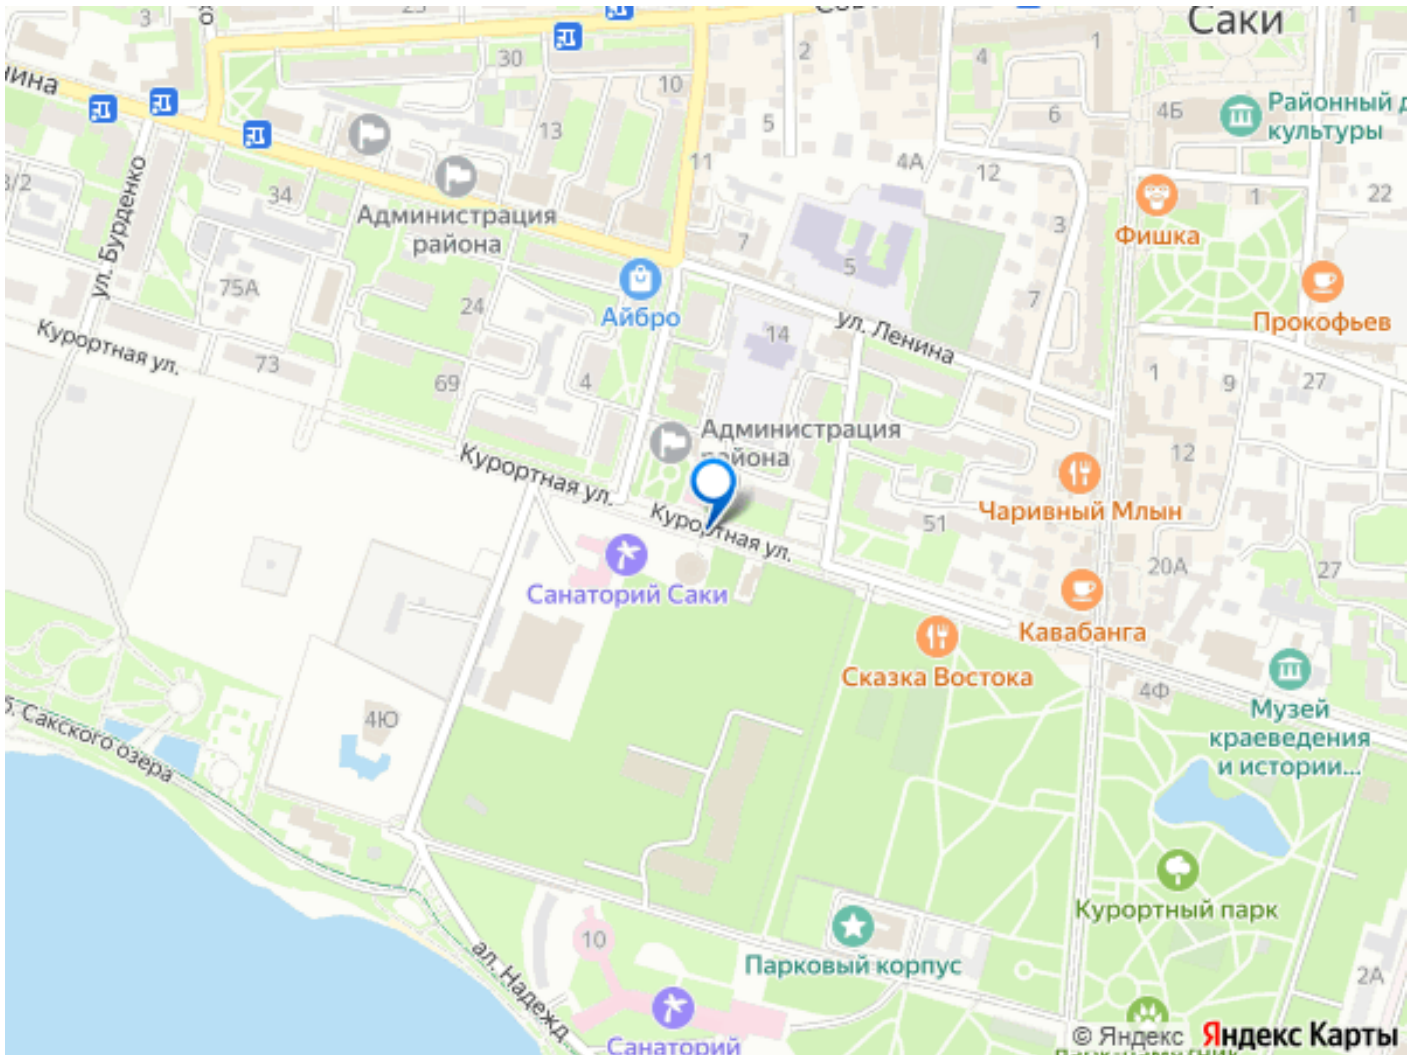 Саки
3
30
2
4
1
1
10
4Б
Районный д
культуры
13
5
6
ул. Бурденко
11
4А
12
34
22
1
Администрация
района
3
Фишка
7
5
75А
24
7
Айбро
14
ул. Ленина
Прокофьев
Курортная ул.
73
69
4
1
9
27
Администрация
района
12
Курортная ул.
Чаривный Млын
Курортная ул.
51
20А
27
Санаторий Саки
Кавабанга
Сказка Востока
4Ф
4Ю
Музей
краеведения
и истории...
Сакского озера
Курортный парк
10
Парковый корпус
ал. Надежд
2А
Санаторий
© Яндекс Яндекс Карты